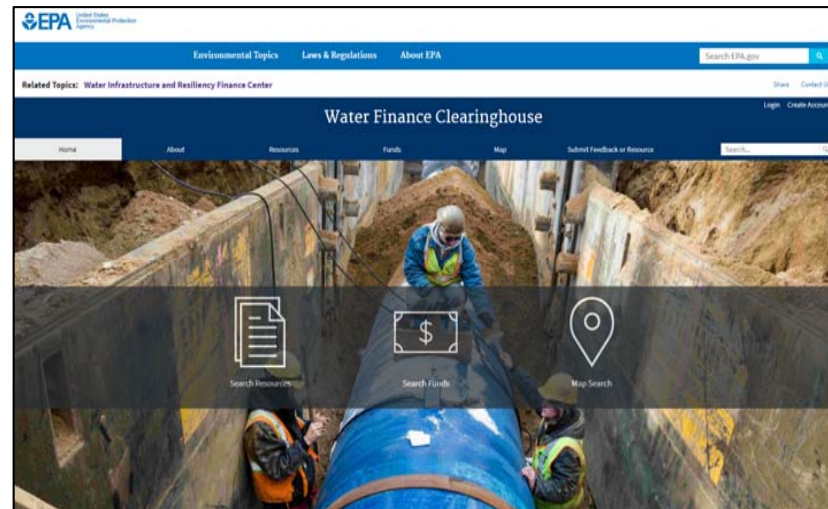 EPA United States Environmental Protection Agency
Environmental Topics Laws & Regulations About EPA Search EPA.gov
Related Topics: Water Infrastructure and Resiliency Finance Center Share Contact U
Login Create Accoun
Water Finance Clearinghouse
Home About Resources Funds Map Submit Feedback or Resource Search...
Search Resources Search Funds Map Search